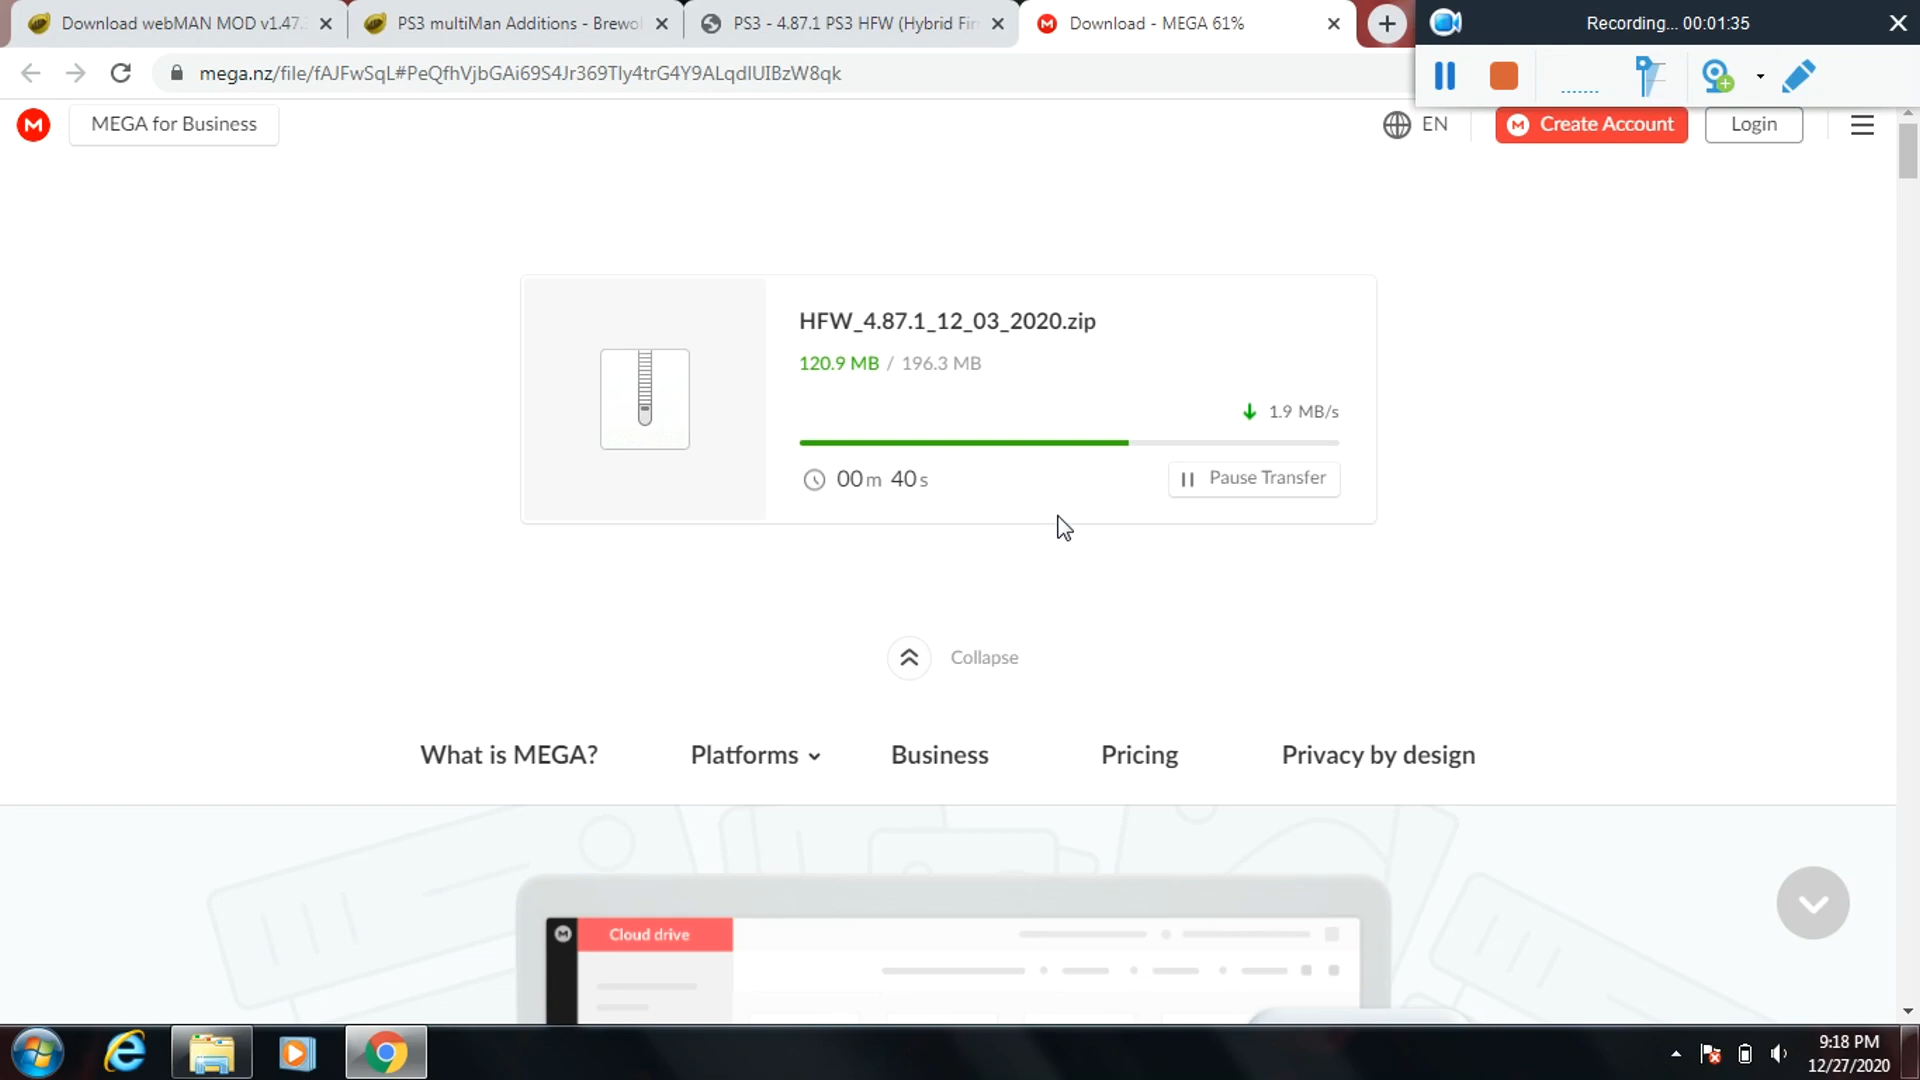 Download webMAN MOD v1.47.
PS3 multiMan Additions - Brewol
PS3 - 4.87.1 PS3 HFW (Hybrid Fir
Download - MEGA 61%
Recording... 00:01:35
mega.nz/file/fAJFwSqL#PeQfhVjbGAi69S4Jr369Tly4trG4Y9ALqdlUIBzW8qk
MEGA for Business
EN
Create Account
Login
HFW_4.87.1_12_03_2020.zip
120.9 MB / 196.3 MB
1.9 MB/s
00m 40s
Pause Transfer
Collapse
What is MEGA?
Platforms
Business
Pricing
Privacy by design
Cloud drive
9:18 PM
12/27/2020